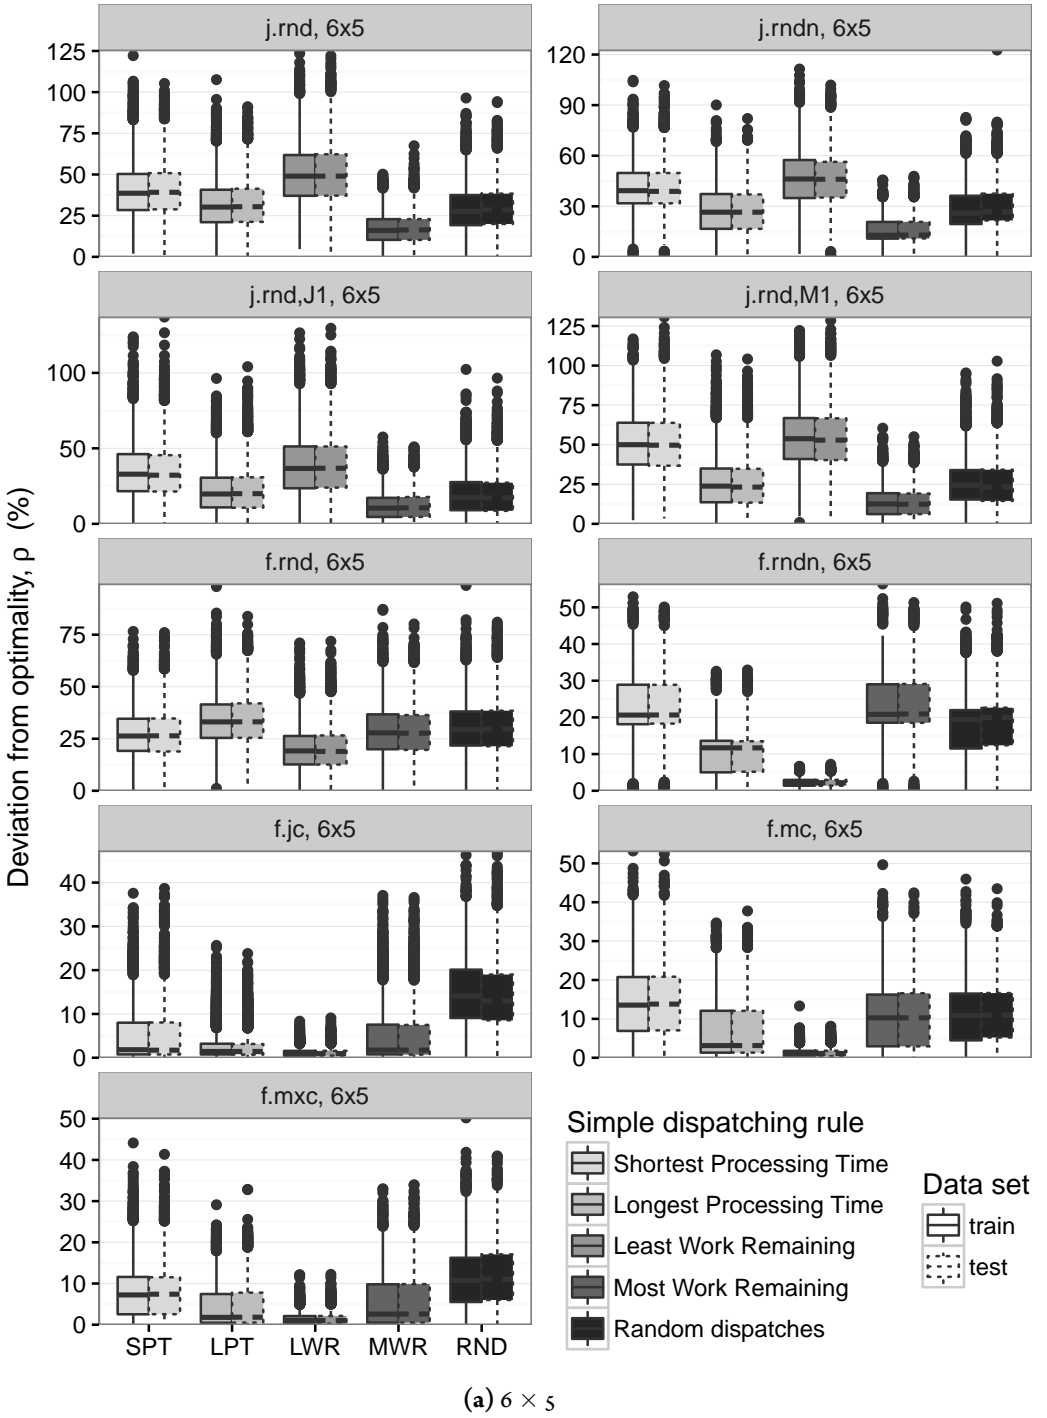 j.rnd, 6x5
j.rndn, 6x5
125
100
75
50
25
0
120
90
60
30
0
j.rnd,J1, 6x5
j.rnd,M1, 6x5
100
50
0
125
100
75
50
25
0
Deviation from optimality, ρ (%)
f.rnd, 6x5
f.rndn, 6x5
75
50
25
0
50
40
30
20
10
0
f.jc, 6x5
f.mc, 6x5
40
30
20
10
0
50
40
30
20
10
0
f.mxc, 6x5
50
40
30
20
10
0
SPT LPT LWR MWR RND
Simple dispatching rule
Shortest Processing Time
Longest Processing Time
Least Work Remaining
Most Work Remaining
Random dispatches
Data set
train
test
(a) 6 × 5